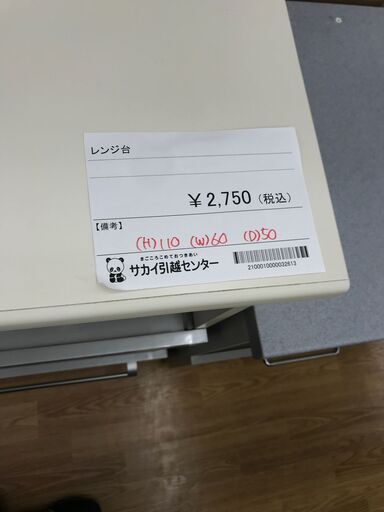 レンジ台
￥2,750（税込）
【備考】
(H)110 (W)60 (D)50
まごころこめておつきあい
サカイ引越センター
2100010000032613